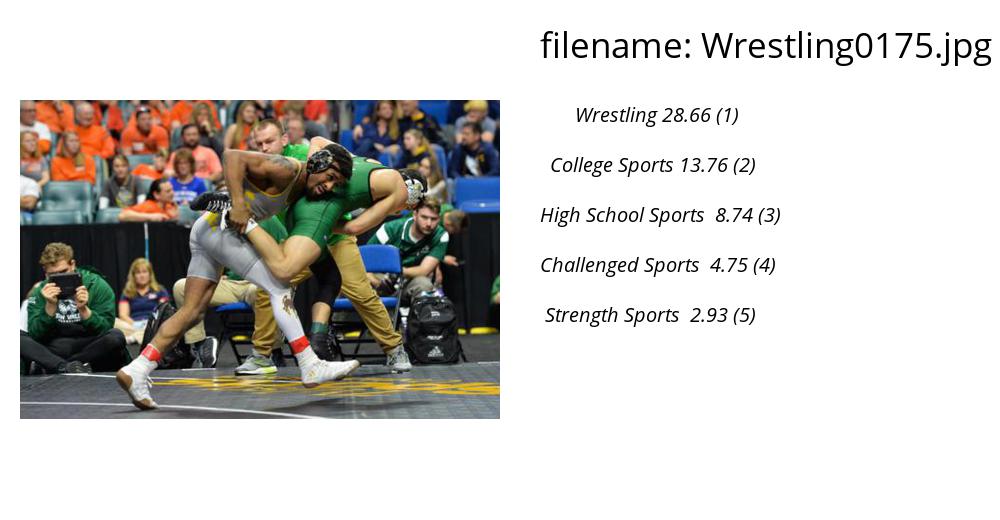 filename: Wrestling0175.jpg
Wrestling 28.66 (1)
College Sports 13.76 (2)
High School Sports 8.74 (3)
Challenged Sports 4.75 (4)
Strength Sports 2.93 (5)